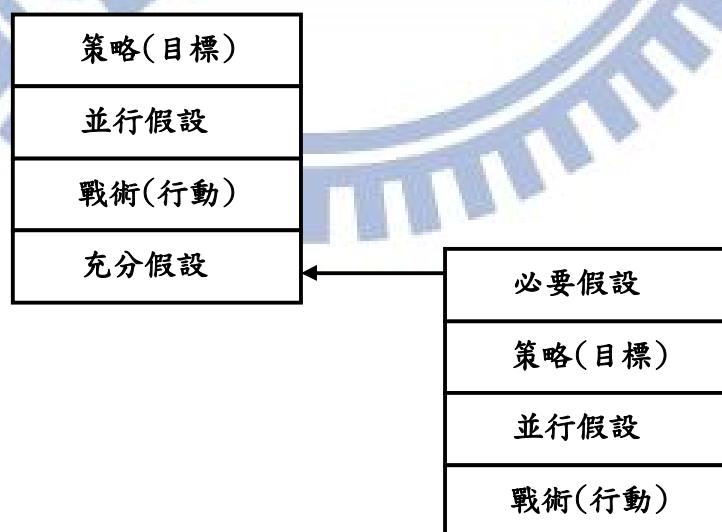 策略(目標)
並行假設
戰術(行動)
充分假設
必要假設
策略(目標)
並行假設
戰術(行動)